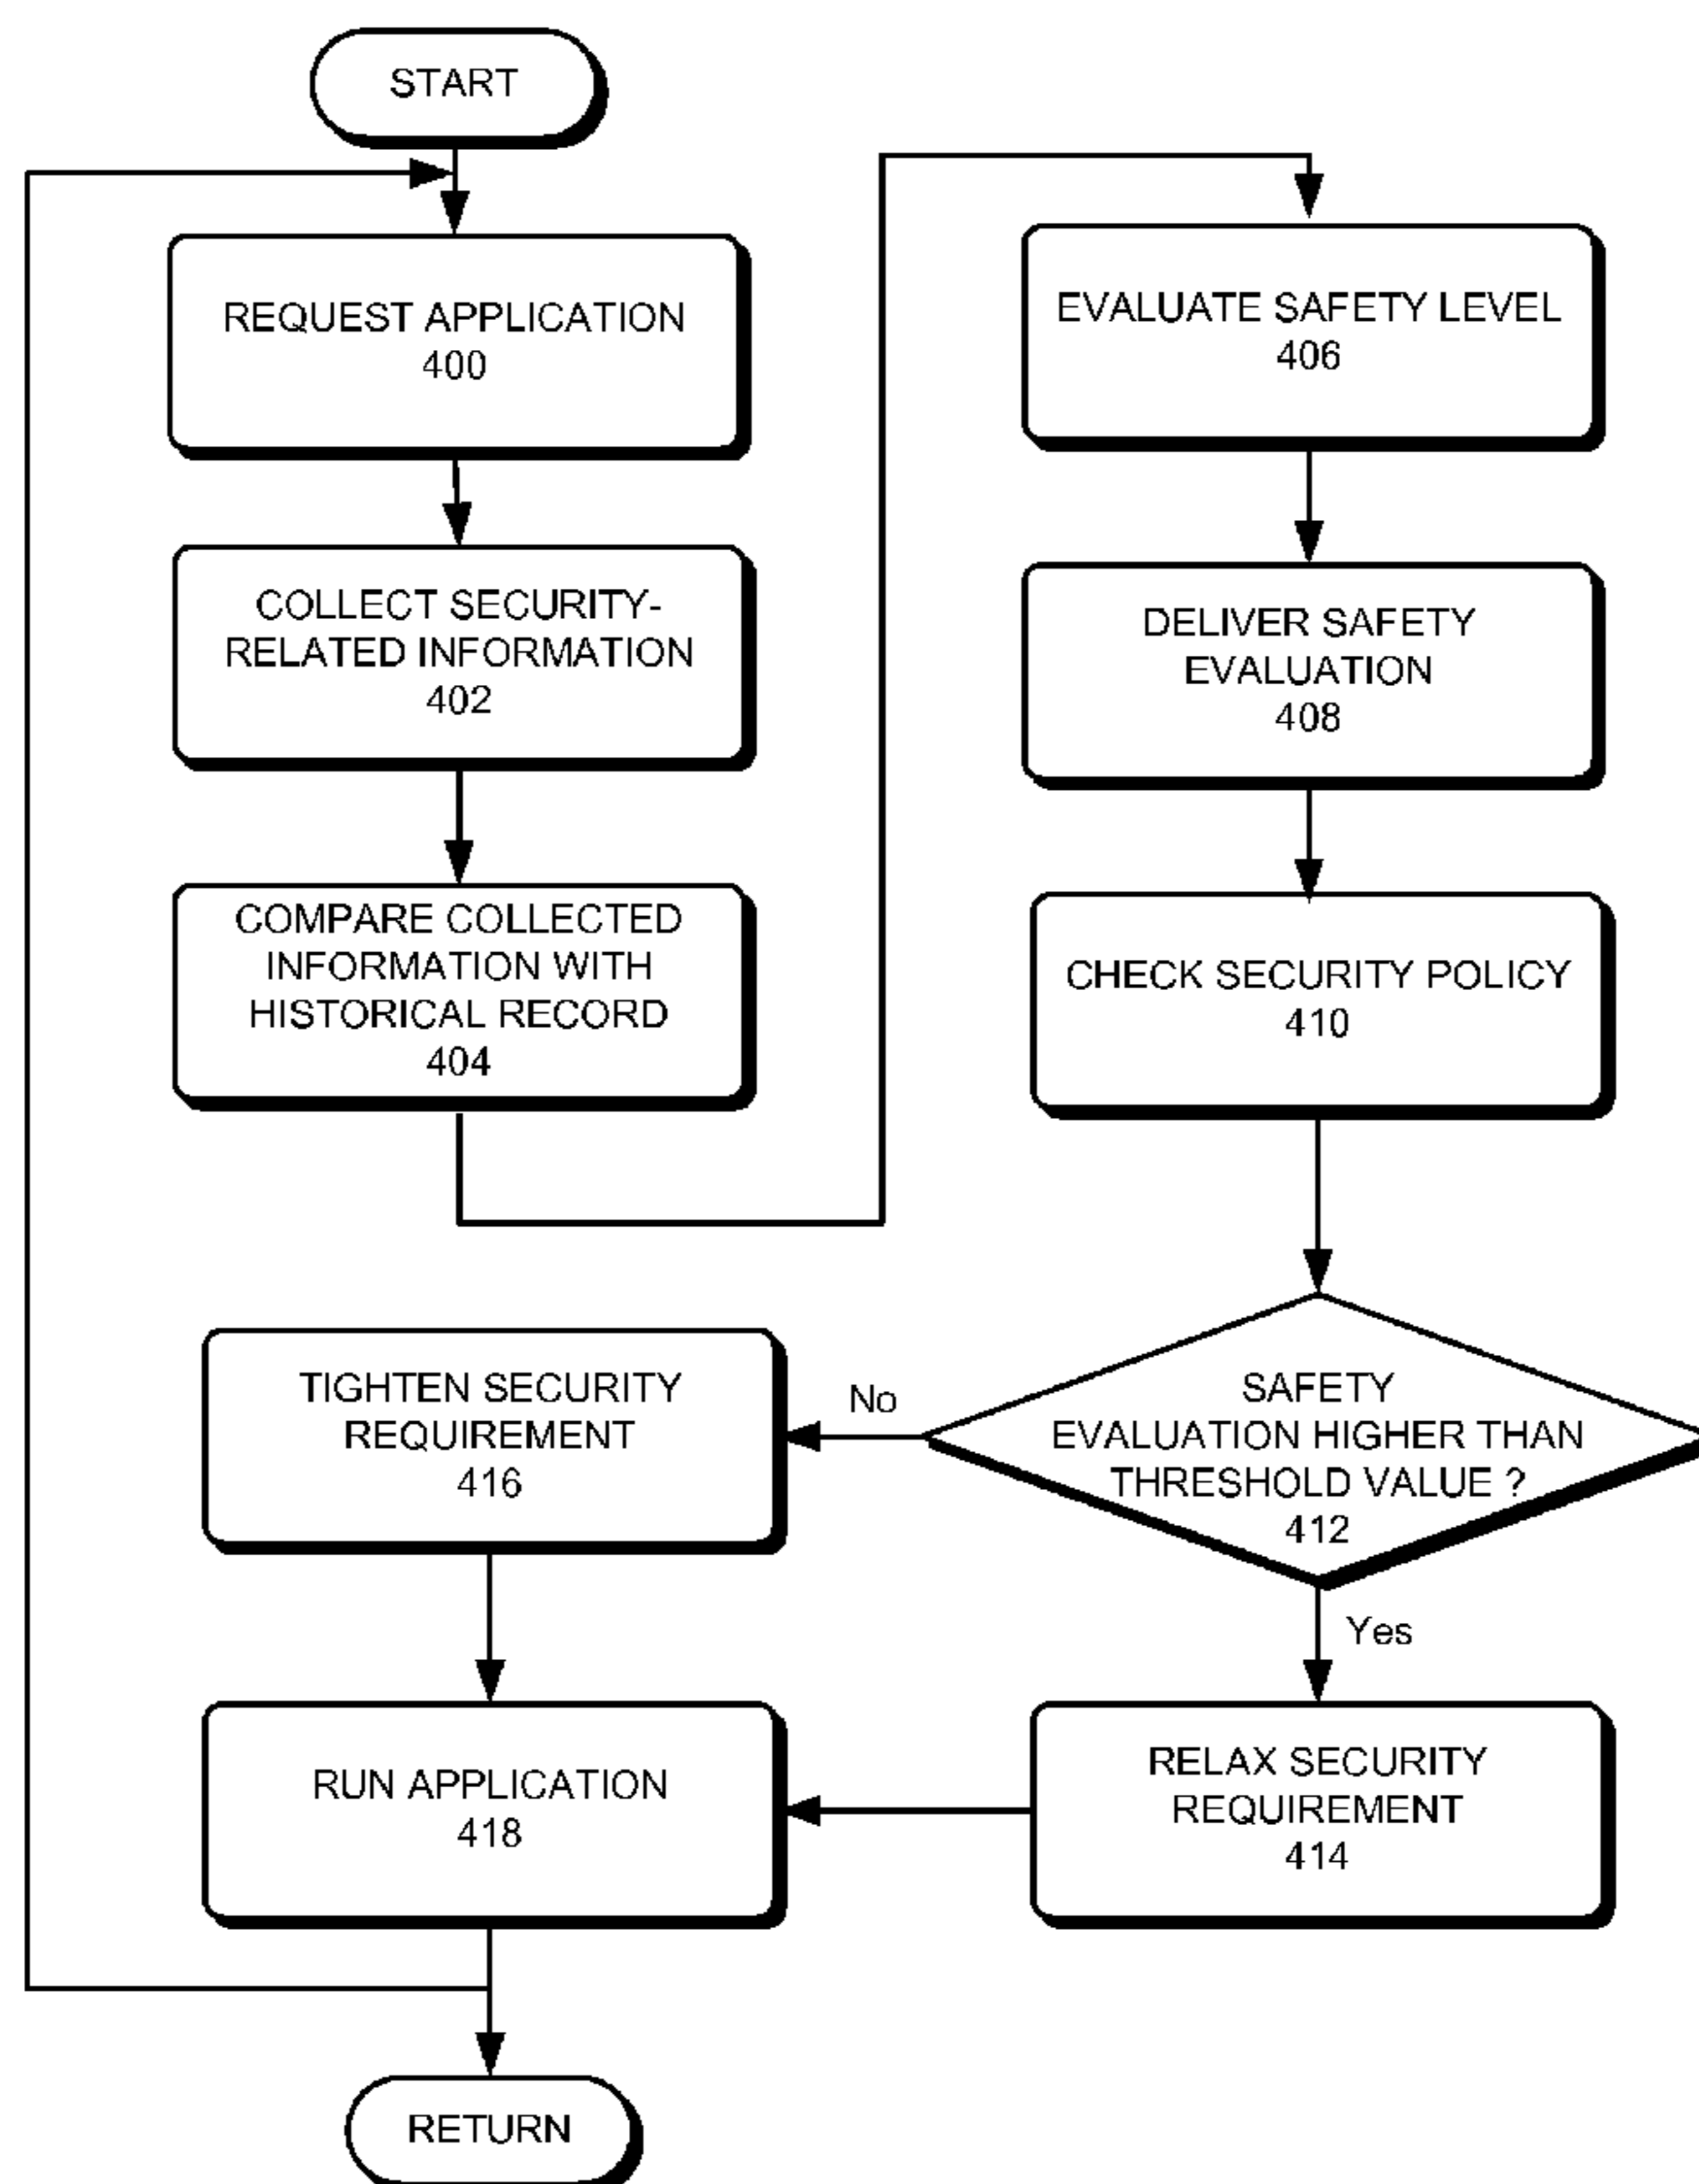 START
REQUEST APPLICATION
400
COLLECT SECURITY-
RELATED INFORMATION
402
COMPARE COLLECTED
INFORMATION WITH
HISTORICAL RECORD
404
EVALUATE SAFETY LEVEL
406
DELIVER SAFETY
EVALUATION
408
CHECK SECURITY POLICY
410
SAFETY
EVALUATION HIGHER THAN
THRESHOLD VALUE ?
412
No
TIGHTEN SECURITY
REQUIREMENT
416
Yes
RELAX SECURITY
REQUIREMENT
414
RUN APPLICATION
418
RETURN